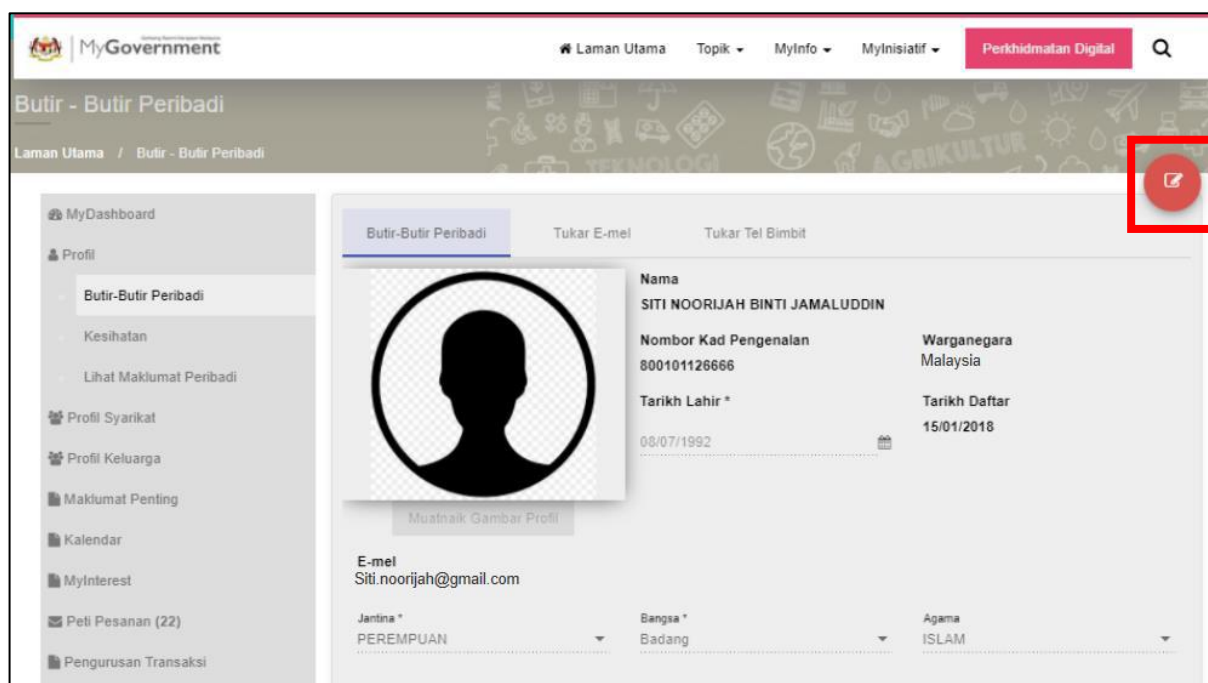 MyGovernment
Laman Utama Topik MyInfo MyInisiatif Perkhidmatan Digital
Butir - Butir Peribadi
Laman Utama / Butir - Butir Peribadi
TEKNOLOGI AGRIKULTUR
MyDashboard
Profil
Butir-Butir Peribadi
Kesihatan
Lihat Maklumat Peribadi
Profil Syarikat
Profil Keluarga
Maklumat Penting
Kalendar
MyInterest
Peti Pesanan (22)
Pengurusan Transaksi
Butir-Butir Peribadi Tukar E-mel Tukar Tel Bimbit
Nama
SITI NOORIJAH BINTI JAMALUDDIN
Nombor Kad Pengenalan Warganegara
800101126666 Malaysia
Tarikh Lahir * Tarikh Daftar
08/07/1992 15/01/2018
Muatnaik Gambar Profil
E-mel
Siti.noorijah@gmail.com
Jantina * Bangsa * Agama
PEREMPUAN Badang ISLAM